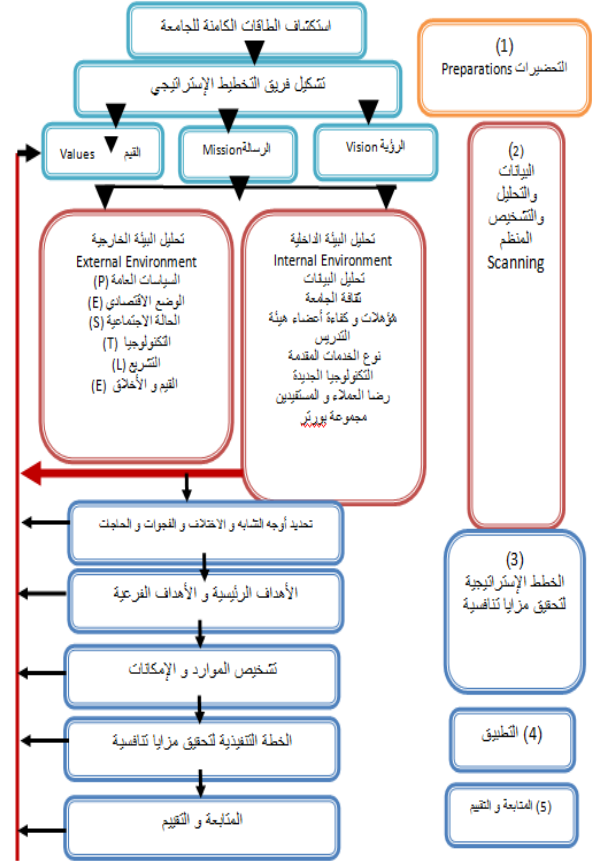 استكشاف الطاقات الكامنة للجامعة
(1)
التحضيرات Preparations
تشكيل فريق التخطيط الإستراتيجي
القيم Values
الرسالة Mission
الرؤية Vision
(2)
البيانات
والتحليل
والتشخيص
المنظم
Scanning
تحليل البيئة الداخلية
Internal Environment
تحليل البيانات
ثقافة الجامعة
مؤهلات و كفاءة أعضاء هيئة
التدريس
نوع الخدمات المقدمة
التكنولوجيا الجديدة
رضا العملاء و المستفيدين
مجموعة بورتر
تحليل البيئة الخارجية
External Environment
السياسات العامة (P)
الوضع الاقتصادي (E)
الحالة الاجتماعية (S)
التكنولوجيا (T)
التشريع (L)
القيم و الأخلاق (E)
تحديد أوجه التشابه و الاختلاف و الفجوات و الحاجات
(3)
الخطط الإستراتيجية
لتحقيق مزايا تنافسية
الأهداف الرئيسية و الأهداف الفرعية
تشخيص الموارد و الإمكانات
الخطة التنفيذية لتحقيق مزايا تنافسية
(4) التطبيق
المتابعة و التقييم
(5) المتابعة و التقييم